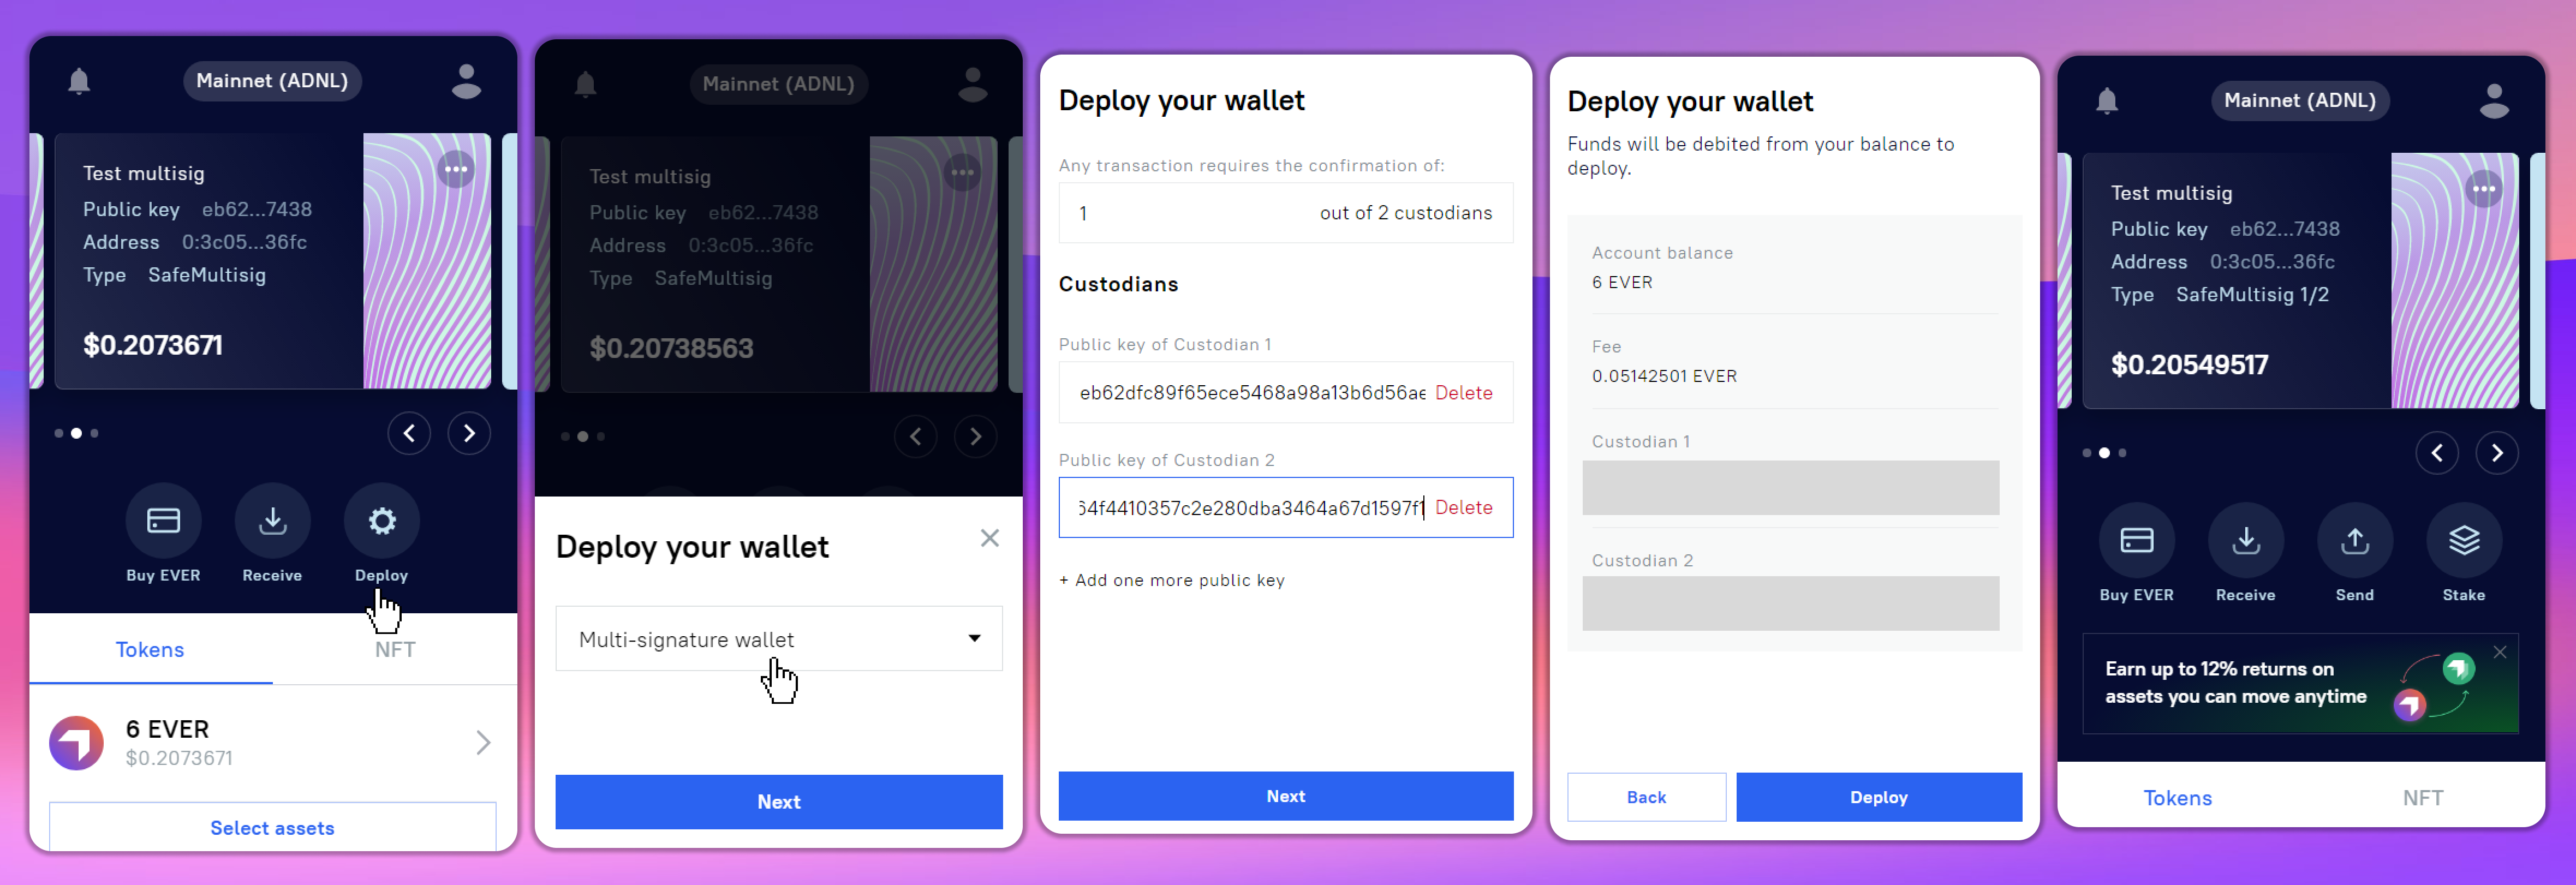 Mainnet (ADNL)
Test multisig
Public key eb62...7438
Address 0:3c05...36fc
Type SafeMultisig
$0.2073671
Buy EVER
Receive
Deploy
Tokens
NFT
6 EVER
$0.2073671
Select assets
Mainnet (ADNL)
Test multisig
Public key eb62...7438
Address 0:3c05...36fc
Type SafeMultisig
$0.20738563
Deploy your wallet
Multi-signature wallet
Next
Deploy your wallet
Any transaction requires the confirmation of:
1 out of 2 custodians
Custodians
Public key of Custodian 1
eb62dfc89f65ece5468a98a13b6d56ae Delete
Public key of Custodian 2
64f4410357c2e280dba3464a67d1597f1 Delete
+ Add one more public key
Next
Deploy your wallet
Funds will be debited from your balance to
deploy.
Account balance
6 EVER
Fee
0.05142501 EVER
Custodian 1
Custodian 2
Back
Deploy
Mainnet (ADNL)
Test multisig
Public key eb62...7438
Address 0:3c05...36fc
Type SafeMultisig 1/2
$0.20549517
Buy EVER
Receive
Send
Stake
Earn up to 12% returns on
assets you can move anytime
Tokens
NFT